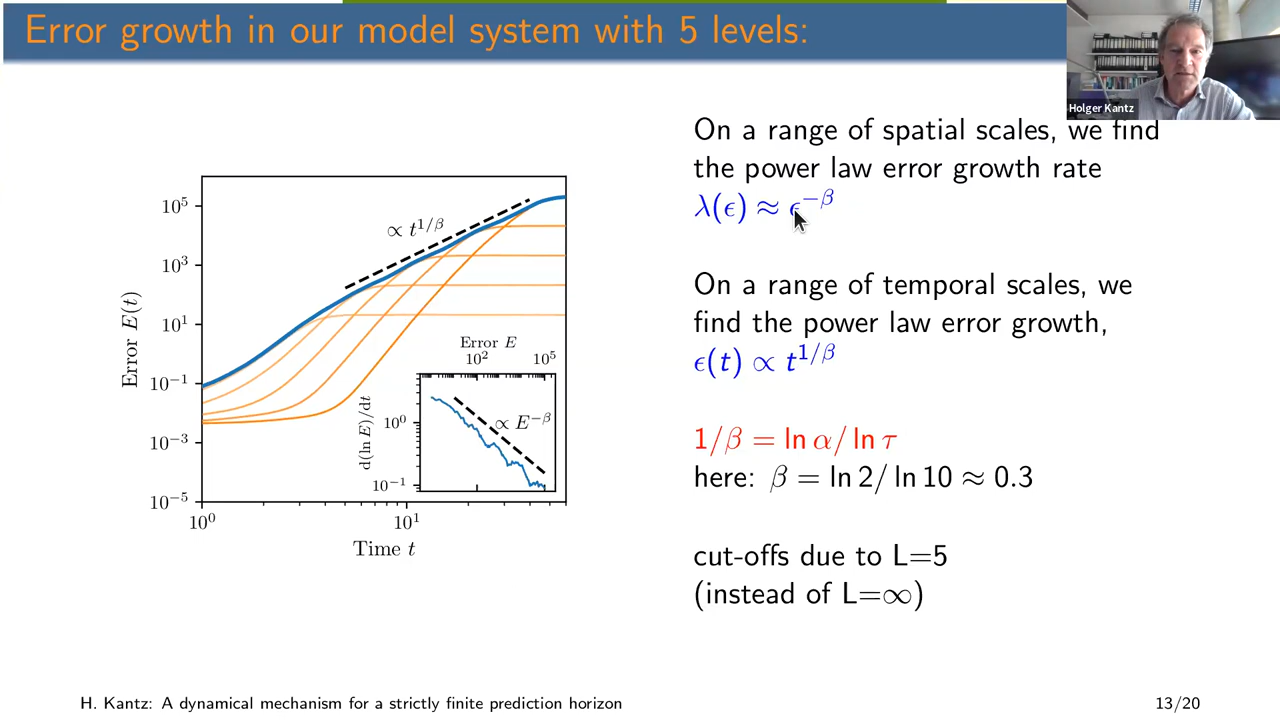 Error growth in our model system with 5 levels:
Holger Kantz
On a range of spatial scales, we find
the power law error growth rate
λ(ϵ) ≈ ϵ^{−β}
On a range of temporal scales, we
find the power law error growth,
ϵ(t) ∝ t^{1/β}
1/β = ln α/ ln τ
here: β = ln 2/ ln 10 ≈ 0.3
cut-offs due to L=5
(instead of L=∞)
Error E(t)
10^5
10^3
10^1
10^{−1}
10^{−3}
10^{−5}
∝ t^{1/β}
10^0 10^1
Time t
Error E
10^2 10^5
d(ln E)/dt
10^0
10^{−1}
∝ E^{−β}
H. Kantz: A dynamical mechanism for a strictly finite prediction horizon
13/20